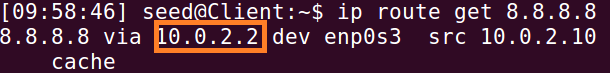 [09:58:46] seed@Client:~$ ip route get 8.8.8.8
8.8.8.8 via 10.0.2.2 dev enp0s3  src 10.0.2.10
    cache